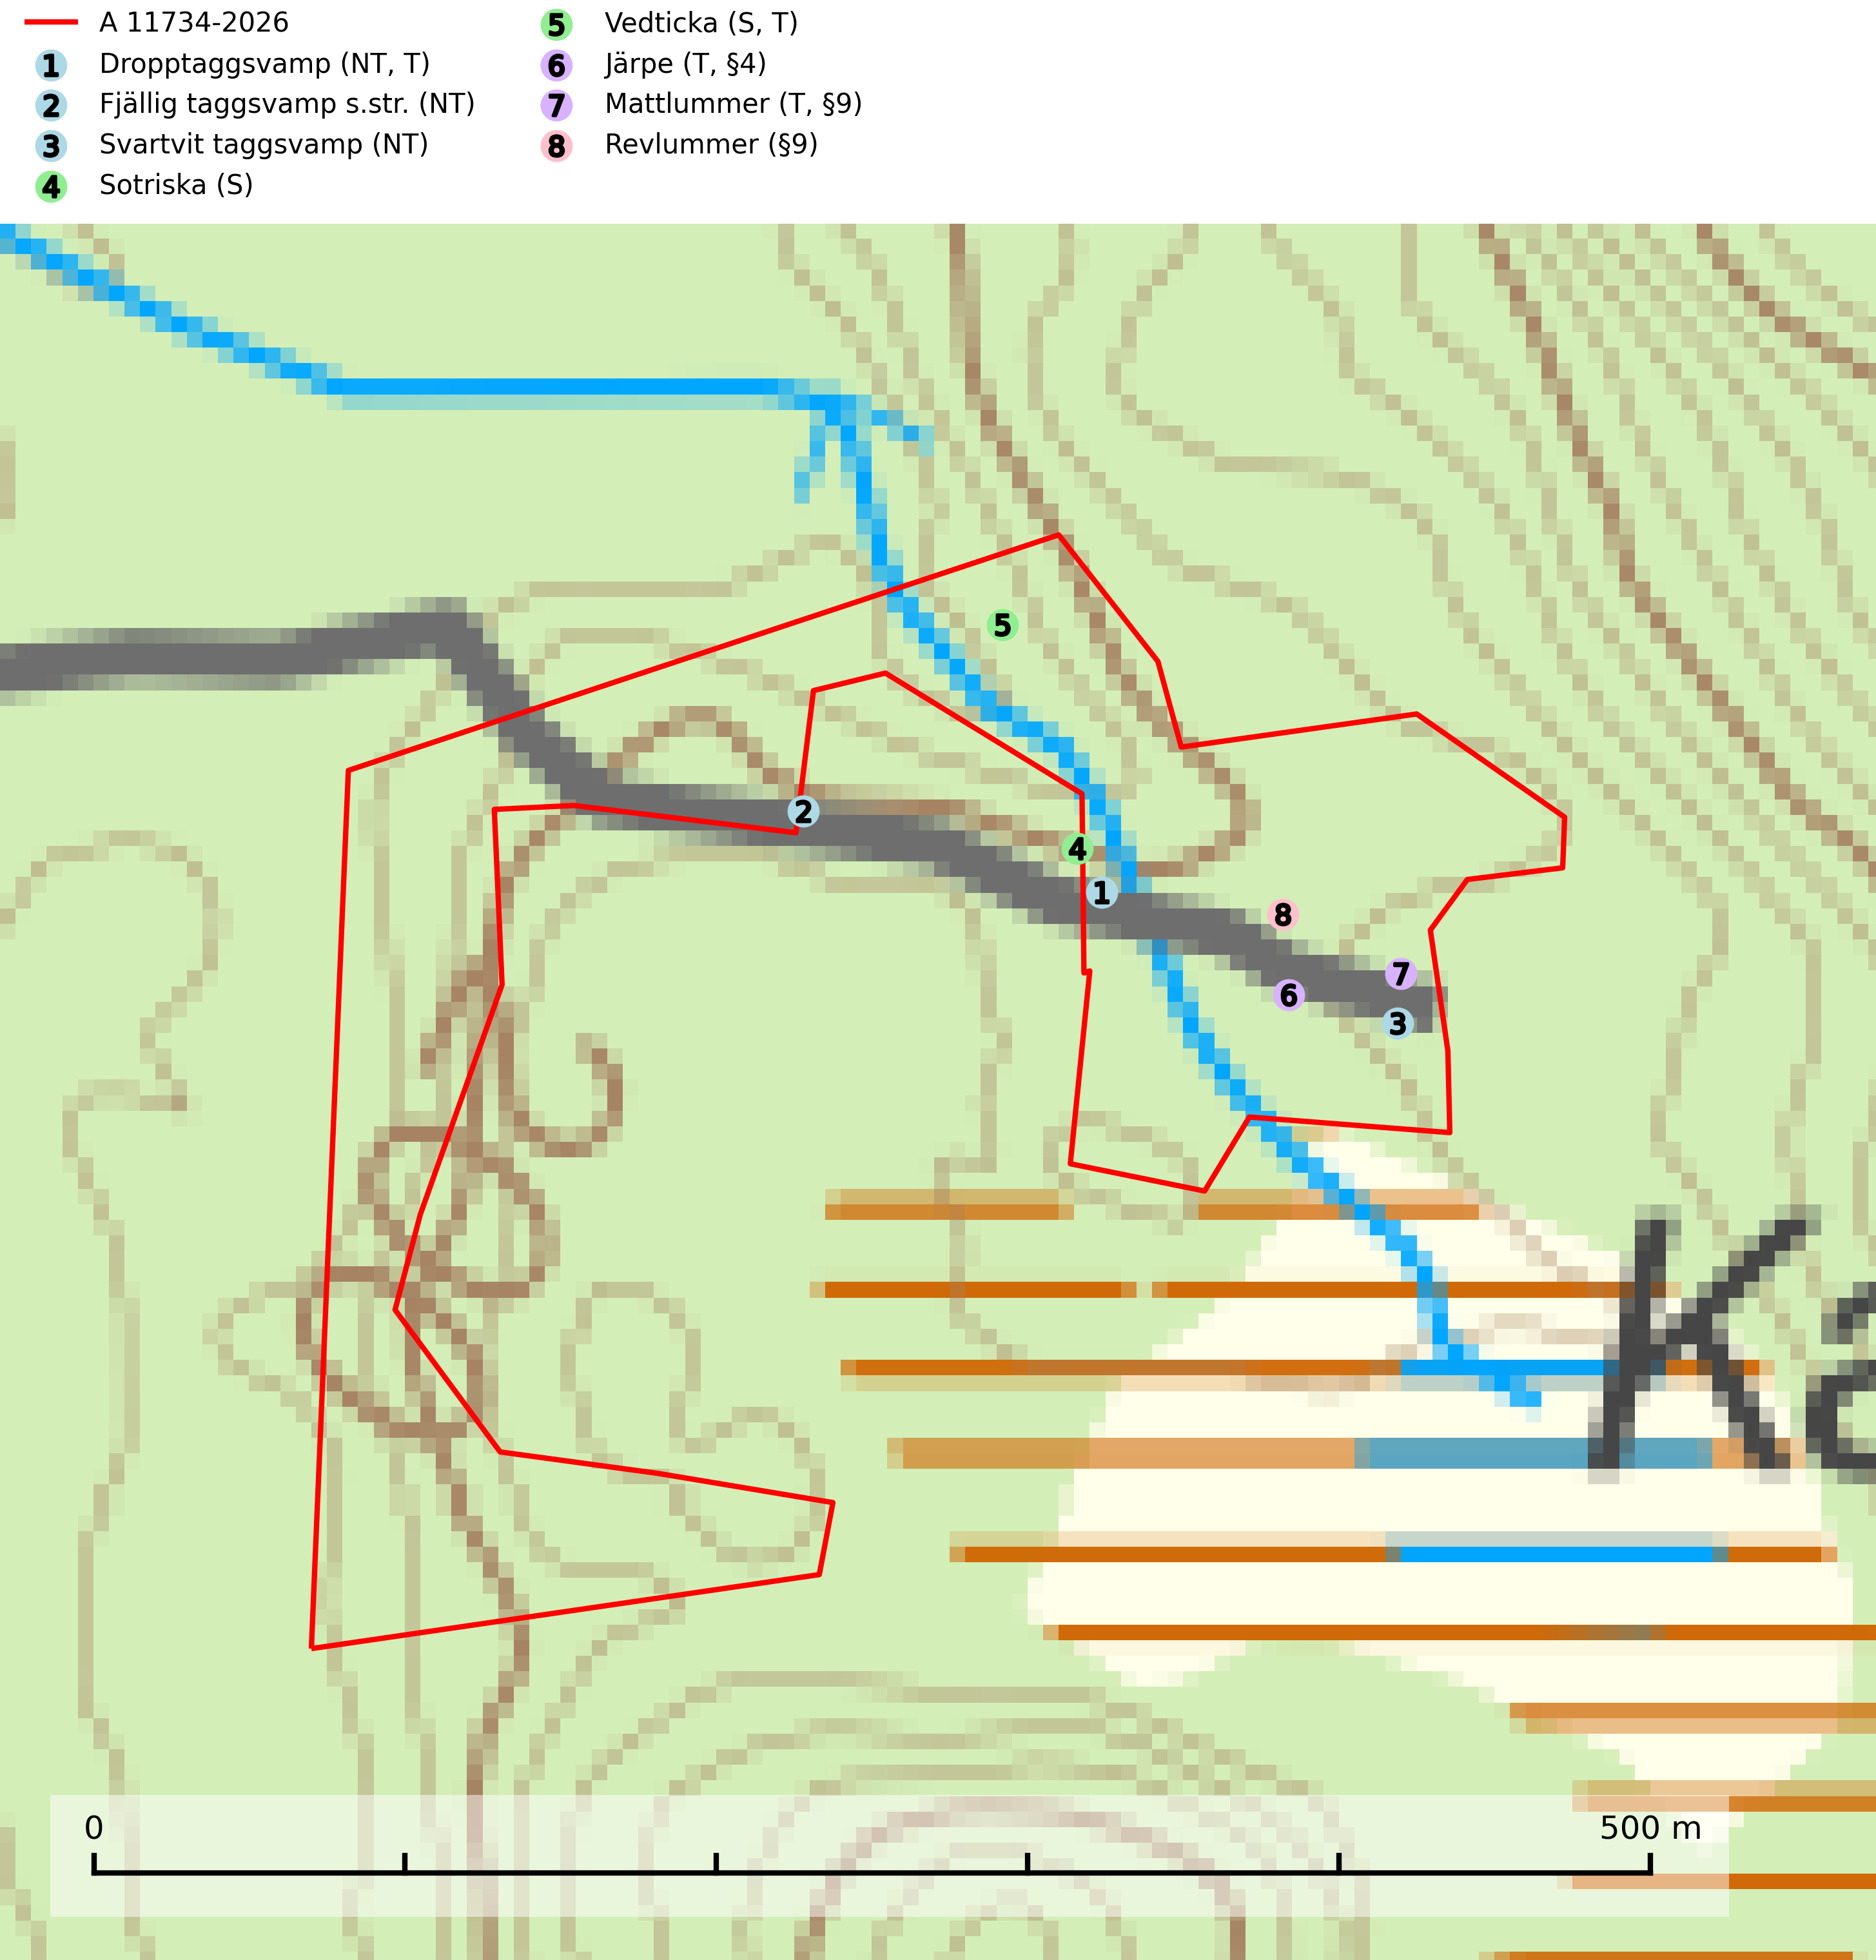 A 11734-2026
1 Dropptaggsvamp (NT, T)
2 Fjällig taggsvamp s.str. (NT)
3 Svartvit taggsvamp (NT)
4 Sotriska (S)
5 Vedticka (S, T)
6 Järpe (T, §4)
7 Mattlummer (T, §9)
8 Revlummer (§9)
5
2
4
1
8
7
6
3
K
0
500 m